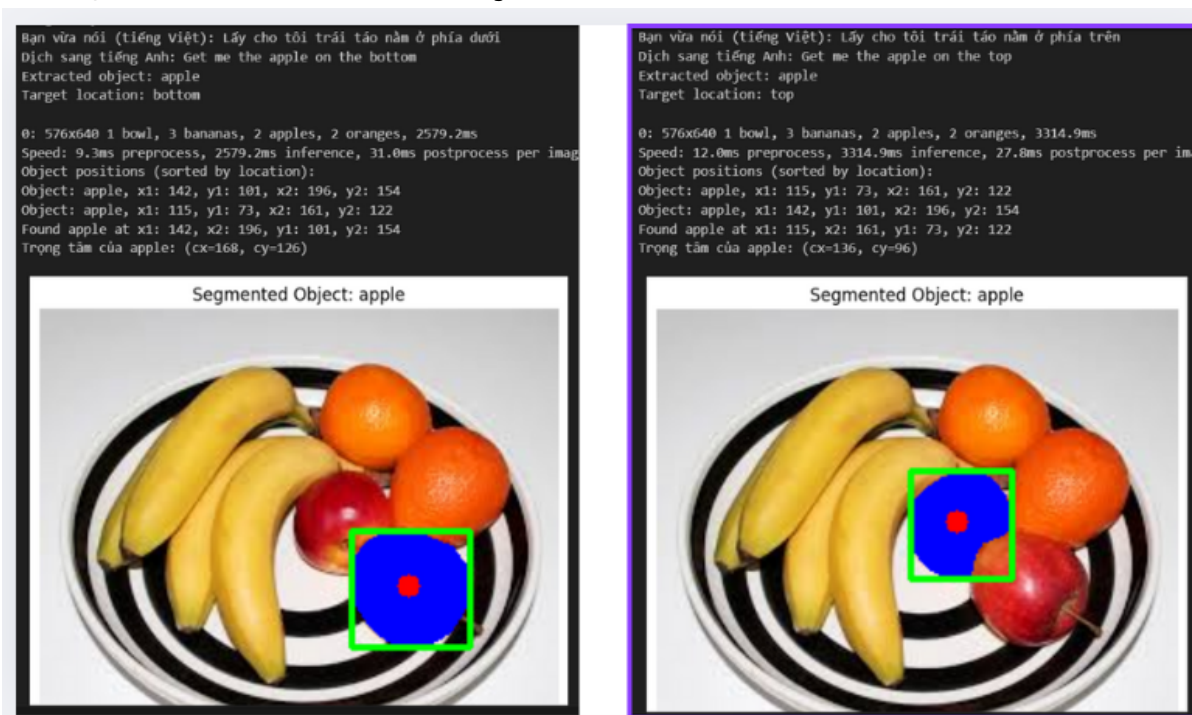 Bạn vừa nói (tiếng Việt): Lấy cho tôi trái táo nằm ở phía dưới
Dịch sang tiếng Anh: Get me the apple on the bottom
Extracted object: apple
Target location: bottom
0: 576x640 1 bowl, 3 bananas, 2 apples, 2 oranges, 2579.2ms
Speed: 9.3ms preprocess, 2579.2ms inference, 31.0ms postprocess per imag
Object positions (sorted by location):
Object: apple, x1: 142, y1: 101, x2: 196, y2: 154
Object: apple, x1: 115, y1: 73, x2: 161, y2: 122
Found apple at x1: 142, x2: 196, y1: 101, y2: 154
Trọng tâm của apple: (cx=168, cy=126)
Segmented Object: apple
Bạn vừa nói (tiếng Việt): Lấy cho tôi trái táo nằm ở phía trên
Dịch sang tiếng Anh: Get me the apple on the top
Extracted object: apple
Target location: top
0: 576x640 1 bowl, 3 bananas, 2 apples, 2 oranges, 3314.9ms
Speed: 12.0ms preprocess, 3314.9ms inference, 27.8ms postprocess per im
Object positions (sorted by location):
Object: apple, x1: 115, y1: 73, x2: 161, y2: 122
Object: apple, x1: 142, y1: 101, x2: 196, y2: 154
Found apple at x1: 115, x2: 161, y1: 73, y2: 122
Trọng tâm của apple: (cx=136, cy=96)
Segmented Object: apple